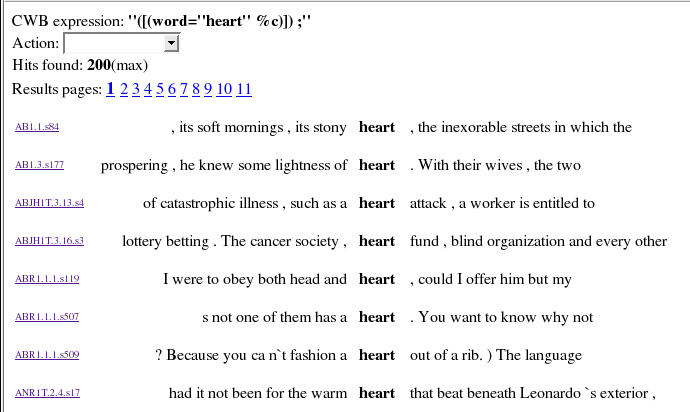 CWB expression: "([(word="heart" %c)]) ;"
Action:
Hits found: 200(max)
Results pages: 1 2 3 4 5 6 7 8 9 10 11
AB1.1.s84 , its soft mornings , its stony heart , the inexorable streets in which the
AB1.3.s177 prospering , he knew some lightness of heart . With their wives , the two
ABJH1T.3.13.s4 of catastrophic illness , such as a heart attack , a worker is entitled to
ABJH1T.3.16.s3 lottery betting . The cancer society , heart fund , blind organization and every other
ABR1.1.1.s119 I were to obey both head and heart , could I offer him but my
ABR1.1.1.s507 s not one of them has a heart . You want to know why not
ABR1.1.1.s509 ? Because you ca n`t fashion a heart out of a rib. ) The language
ANR1T.2.4.s17 had it not been for the warm heart that beat beneath Leonardo `s exterior ,